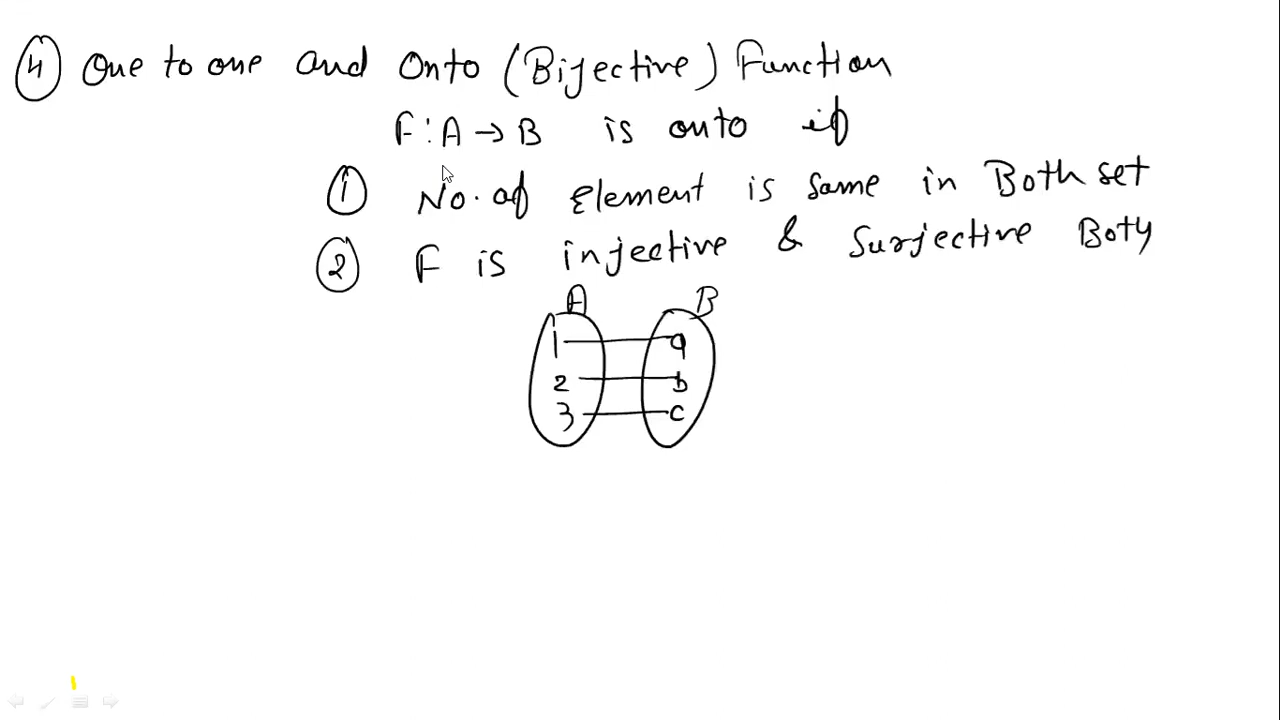 4 One to one and Onto (Bijective) Function
F:A → B is onto if
1 No. of Element is Same in Both set
2 F is injective & Surjective Both
A B
1 a
2 b
3 c